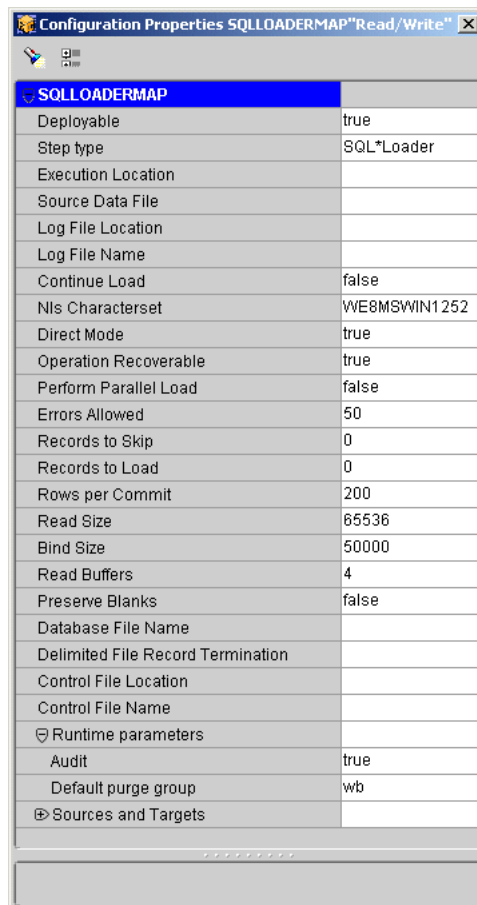 Configuration Properties SQLLOADERMAP"Read/Write"
SQLLOADERMAP
Deployable true
Step type SQL*Loader
Execution Location
Source Data File
Log File Location
Log File Name
Continue Load false
Nls Characterset WE8MSWIN1252
Direct Mode true
Operation Recoverable true
Perform Parallel Load false
Errors Allowed 50
Records to Skip 0
Records to Load 0
Rows per Commit 200
Read Size 65536
Bind Size 50000
Read Buffers 4
Preserve Blanks false
Database File Name
Delimited File Record Termination
Control File Location
Control File Name
Runtime parameters
Audit true
Default purge group wb
Sources and Targets